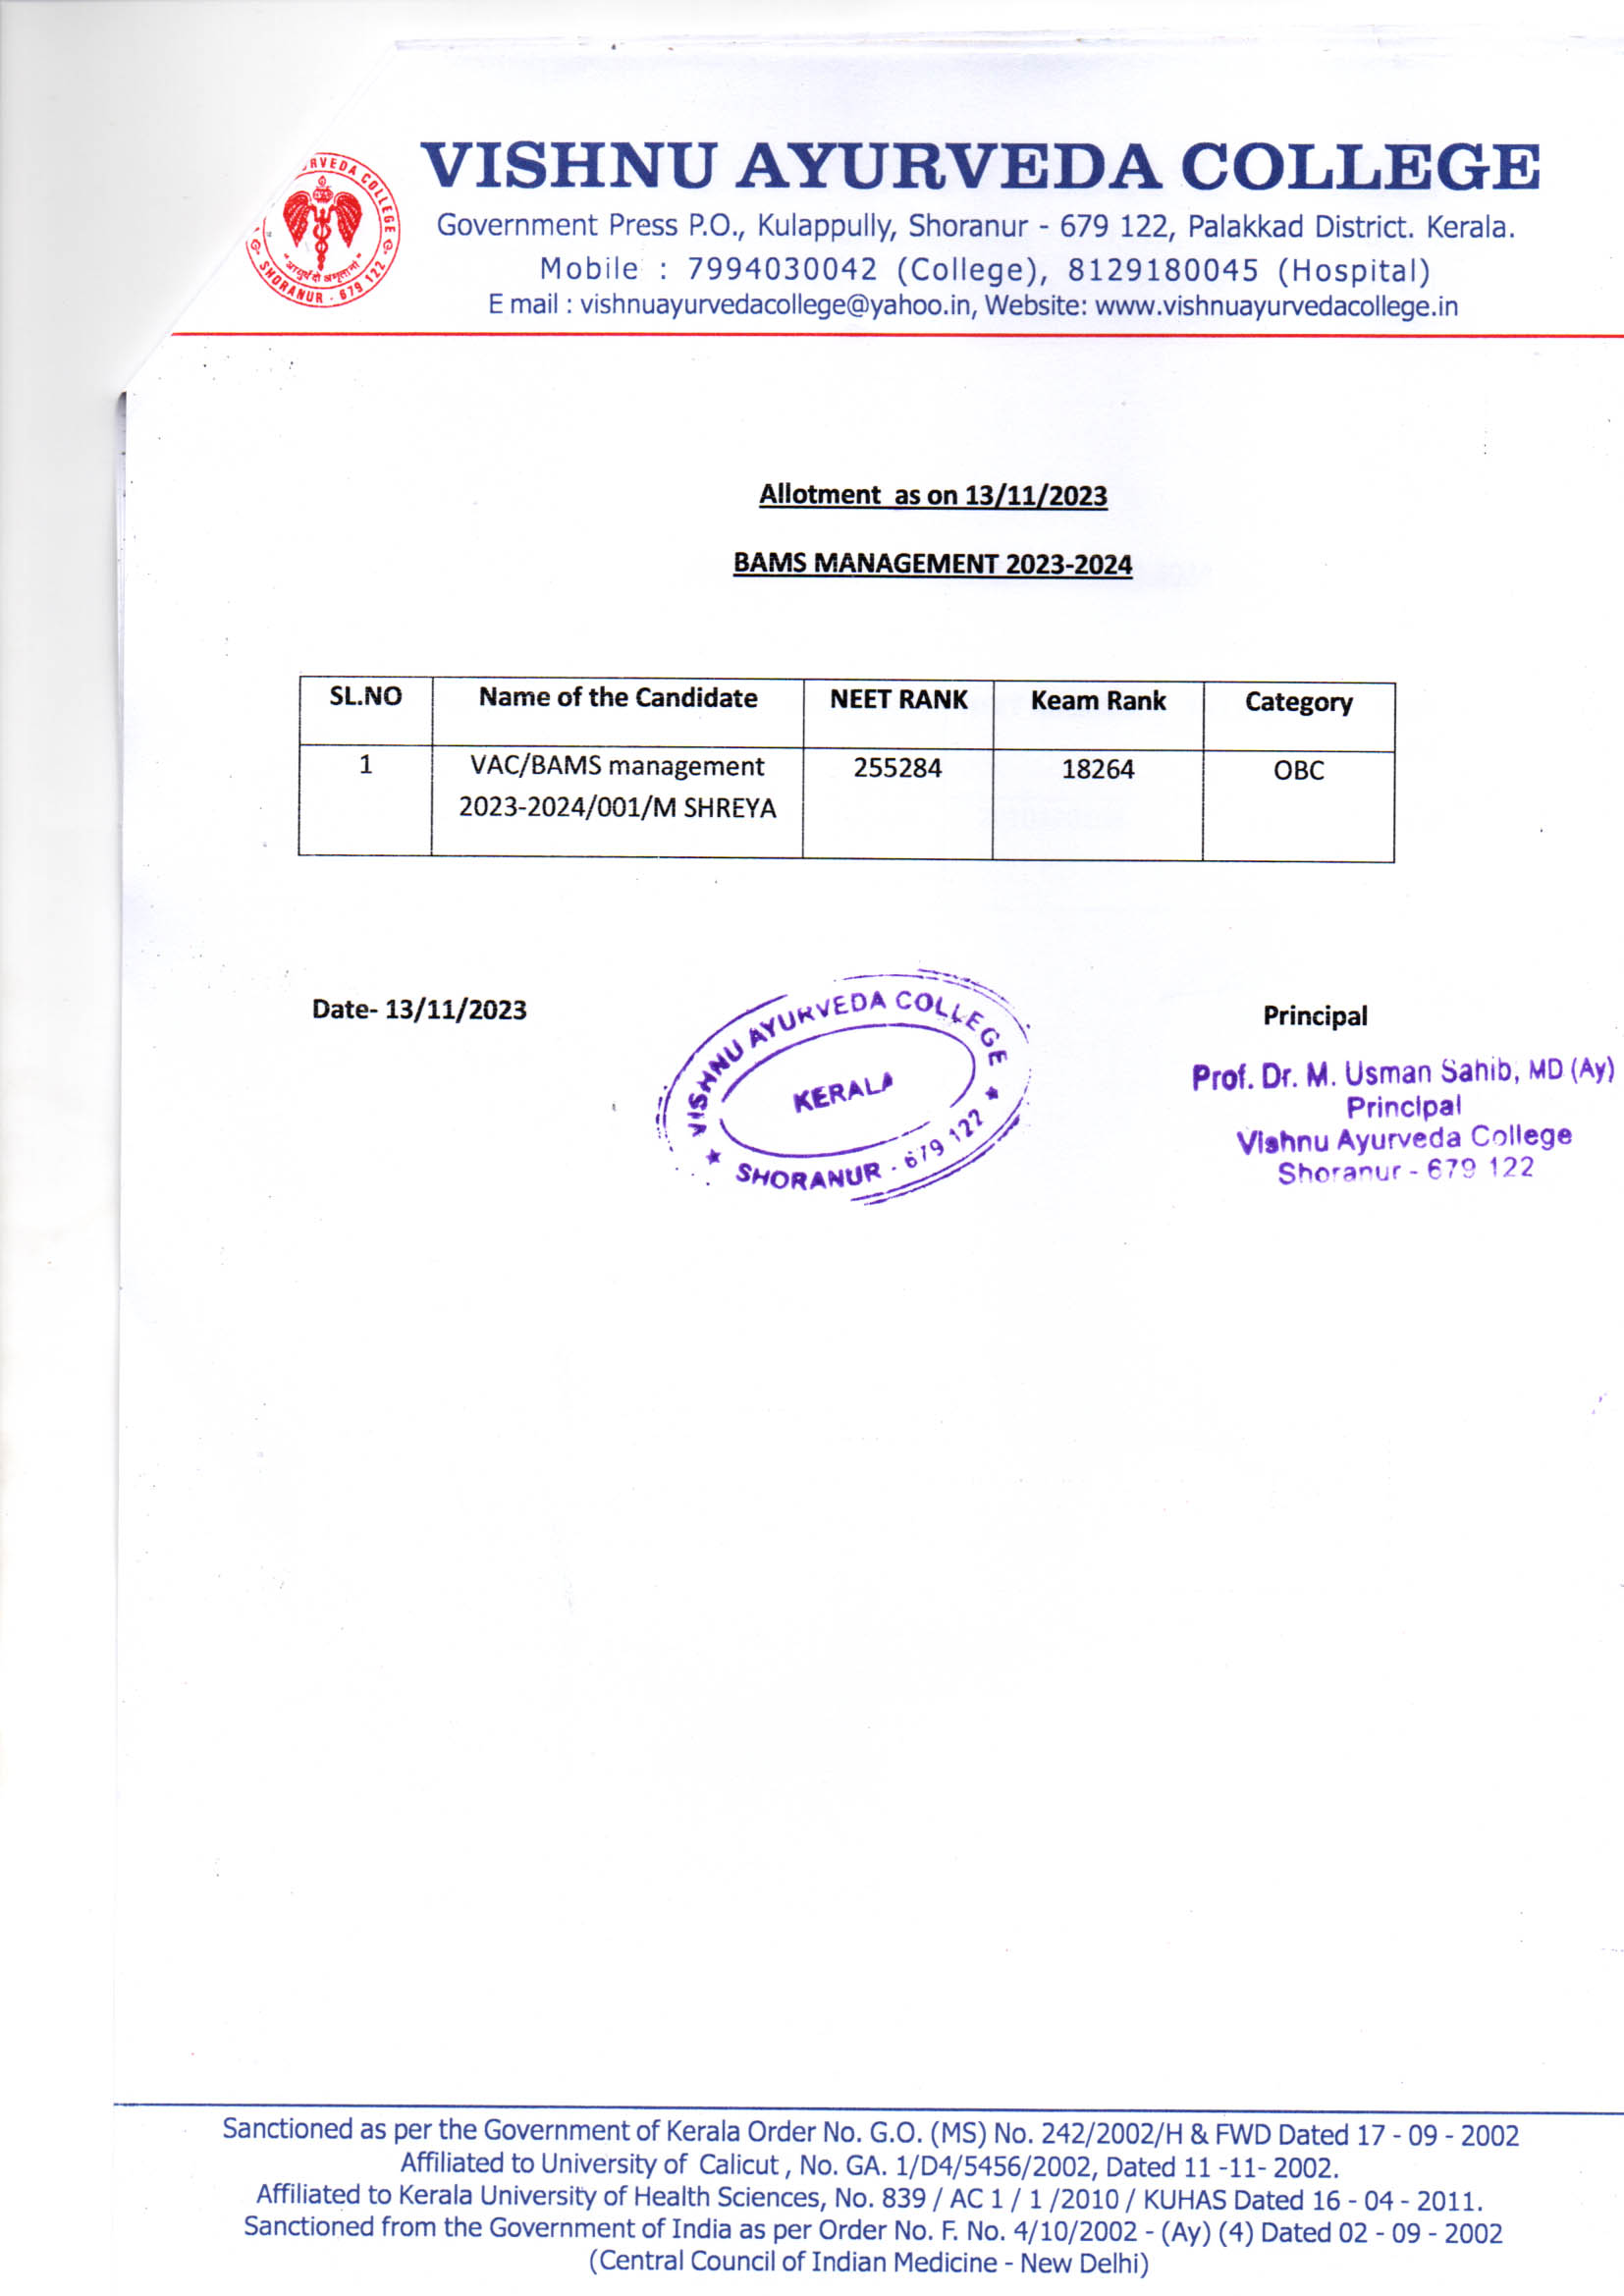 RVEDA COLLEGE
"आयुर्वेदो अमृतानां"
SHORANUR - 679 122
VISHNU AYURVEDA COLLEGE
Government Press P.O., Kulappully, Shoranur - 679 122, Palakkad District. Kerala.
Mobile : 7994030042 (College), 8129180045 (Hospital)
E mail : vishnuayurvedacollege@yahoo.in, Website: www.vishnuayurvedacollege.in
Allotment as on 13/11/2023
BAMS MANAGEMENT 2023-2024
SL.NO Name of the Candidate NEET RANK Keam Rank Category
1 VAC/BAMS management 255284 18264 OBC
2023-2024/001/M SHREYA
Date- 13/11/2023
VISHNU AYURVEDA COLLEGE
KERALA
SHORANUR - 679 122
Principal
Prof. Dr. M. Usman Sahib, MD (Ay)
Principal
Vishnu Ayurveda College
Shoranur - 679 122
Sanctioned as per the Government of Kerala Order No. G.O. (MS) No. 242/2002/H & FWD Dated 17 - 09 - 2002
Affiliated to University of Calicut, No. GA. 1/D4/5456/2002, Dated 11 -11- 2002.
Affiliated to Kerala University of Health Sciences, No. 839 / AC 1 / 1 /2010 / KUHAS Dated 16 - 04 - 2011.
Sanctioned from the Government of India as per Order No. F. No. 4/10/2002 - (Ay) (4) Dated 02 - 09 - 2002
(Central Council of Indian Medicine - New Delhi)